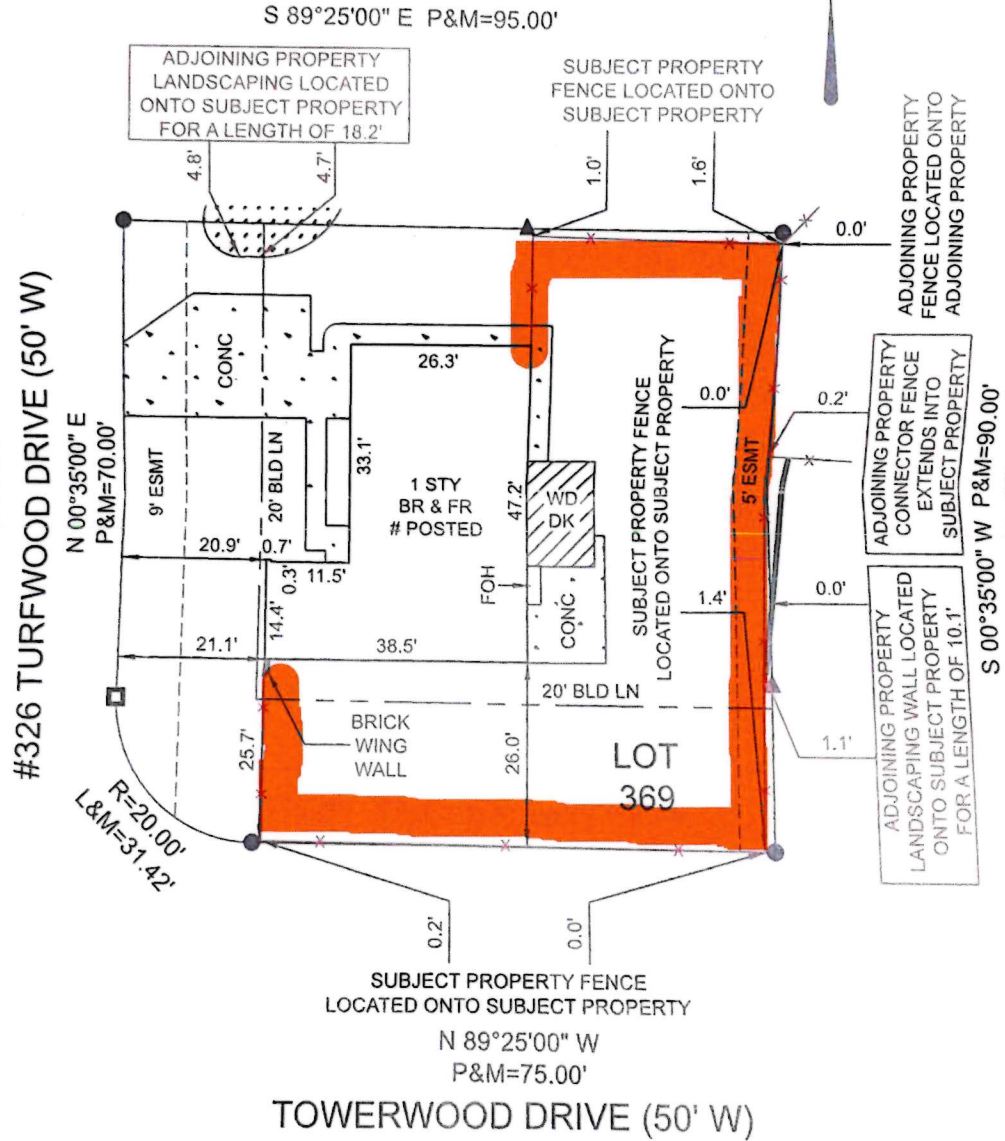 S 89°25'00" E P&M=95.00'
ADJOINING PROPERTY
LANDSCAPING LOCATED
ONTO SUBJECT PROPERTY
FOR A LENGTH OF 18.2'
4.8'
4.7'
SUBJECT PROPERTY
FENCE LOCATED ONTO
SUBJECT PROPERTY
1.0'
1.6'
ADJOINING PROPERTY
FENCE LOCATED ONTO
ADJOINING PROPERTY
0.0'
#326 TURFWOOD DRIVE (50' W)
N 00°35'00" E
P&M=70.00'
CONC
9' ESMT
20' BLD LN
26.3'
33.1'
1 STY
BR & FR
# POSTED
47.2'
WD
DK
FOH
CONC
SUBJECT PROPERTY FENCE
LOCATED ONTO SUBJECT PROPERTY
0.0'
1.4'
5' ESMT
0.2'
ADJOINING PROPERTY
CONNECTOR FENCE
EXTENDS INTO
SUBJECT PROPERTY
S 00°35'00" W P&M=90.00'
0.0'
ADJOINING PROPERTY
LANDSCAPING WALL LOCATED
ONTO SUBJECT PROPERTY
FOR A LENGTH OF 10.1'
1.1'
20.9'
0.7'
0.3'
11.5'
14.4'
21.1'
38.5'
20' BLD LN
25.7'
BRICK
WING
WALL
26.0'
LOT
369
R=20.00'
L&M=31.42'
0.2'
0.0'
SUBJECT PROPERTY FENCE
LOCATED ONTO SUBJECT PROPERTY
N 89°25'00" W
P&M=75.00'
TOWERWOOD DRIVE (50' W)